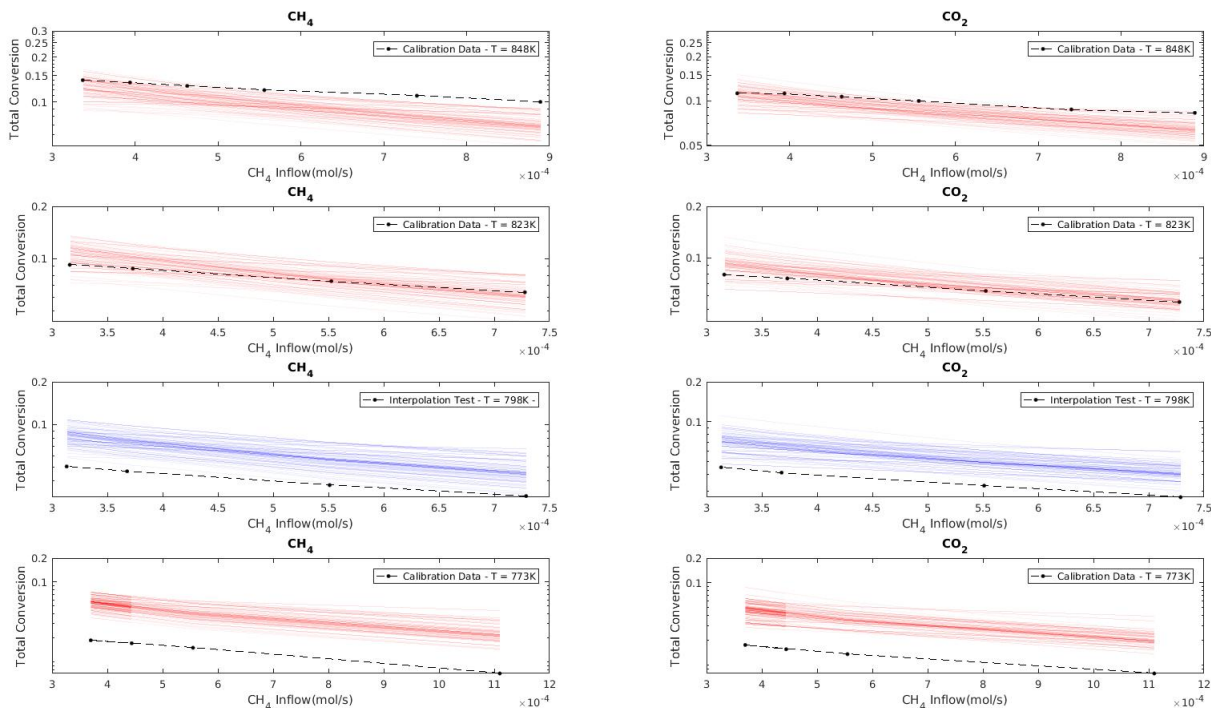 CH4
0.3
0.25
0.2
0.15
0.1
Total Conversion
Calibration Data - T = 848K
3 4 5 6 7 8 9
CH4 Inflow(mol/s)
×10-4
CO2
0.25
0.2
0.15
0.1
0.05
Total Conversion
Calibration Data - T = 848K
3 4 5 6 7 8 9
CH4 Inflow(mol/s)
×10-4
CH4
0.2
0.1
Total Conversion
Calibration Data - T = 823K
3 3.5 4 4.5 5 5.5 6 6.5 7 7.5
CH4 Inflow(mol/s)
×10-4
CO2
0.2
0.1
Total Conversion
Calibration Data - T = 823K
3 3.5 4 4.5 5 5.5 6 6.5 7 7.5
CH4 Inflow(mol/s)
×10-4
CH4
0.2
0.1
Total Conversion
Interpolation Test - T = 798K -
3 3.5 4 4.5 5 5.5 6 6.5 7 7.5
CH4 Inflow(mol/s)
×10-4
CO2
0.2
0.1
Total Conversion
Interpolation Test - T = 798K
3 3.5 4 4.5 5 5.5 6 6.5 7 7.5
CH4 Inflow(mol/s)
×10-4
CH4
0.2
0.1
Total Conversion
Calibration Data - T = 773K
3 4 5 6 7 8 9 10 11 12
CH4 Inflow(mol/s)
×10-4
CO2
0.2
0.1
Total Conversion
Calibration Data - T = 773K
3 4 5 6 7 8 9 10 11 12
CH4 Inflow(mol/s)
×10-4